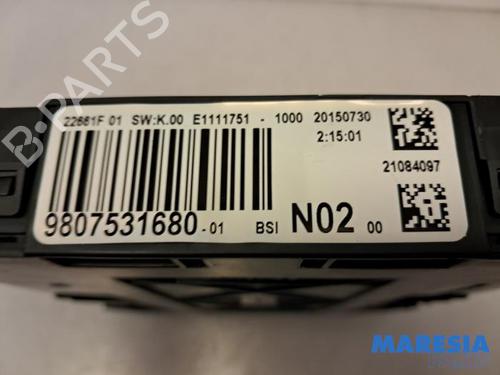 22661F 01 SW:K.00 E1111751 - 1000 20150730
2:15:01
21084097
9807531680 -01 BSI N02 00
B-PARTS
MARESIA